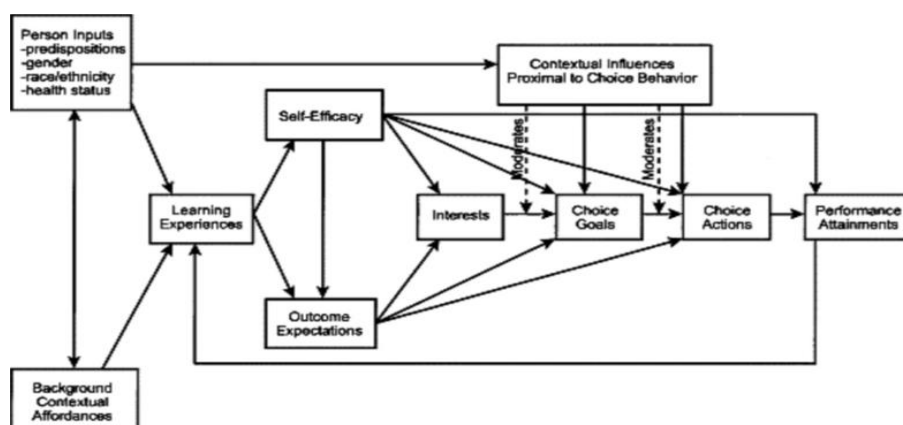 Person Inputs
-predispositions
-gender
-race/ethnicity
-health status
Contextual Influences
Proximal to Choice Behavior
Self-Efficacy
Moderates
Moderates
Learning
Experiences
Interests
Choice
Goals
Choice
Actions
Performance
Attainments
Outcome
Expectations
Background
Contextual
Affordances